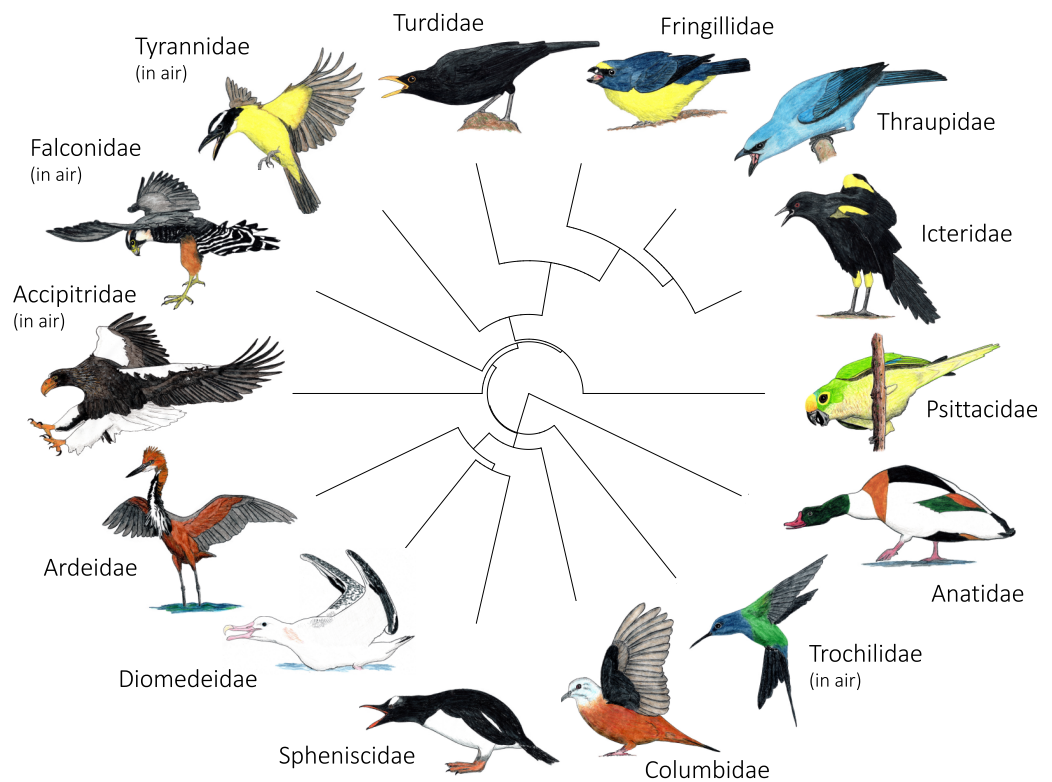 Turdidae
Fringillidae
Tyrannidae
(in air)
Thraupidae
Falconidae
(in air)
Icteridae
Accipitridae
(in air)
Psittacidae
Ardeidae
Anatidae
Trochilidae
(in air)
Diomedeidae
Spheniscidae
Columbidae